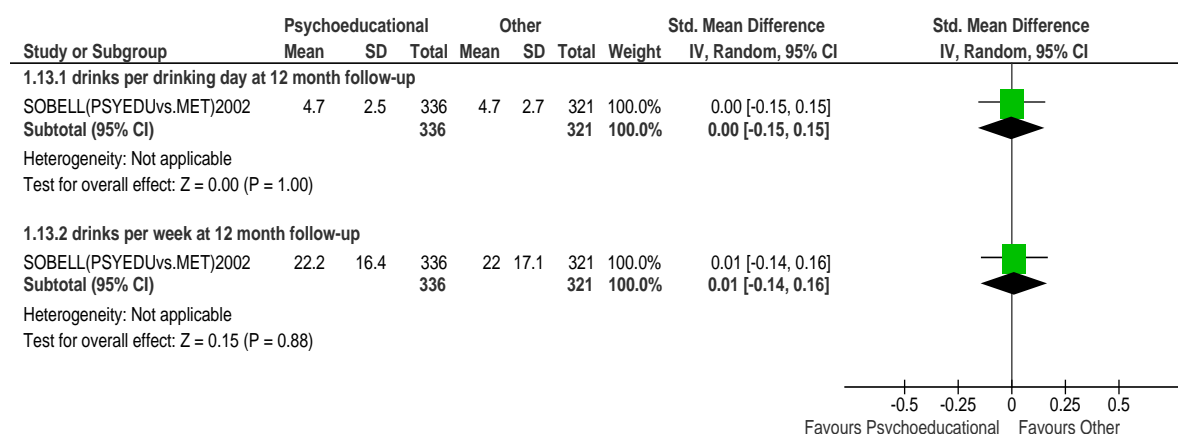 Psychoeducational Other Std. Mean Difference Std. Mean Difference
Study or Subgroup Mean SD Total Mean SD Total Weight IV, Random, 95% CI IV, Random, 95% CI
1.13.1 drinks per drinking day at 12 month follow-up
SOBELL(PSYEDUvs.MET)2002 4.7 2.5 336 4.7 2.7 321 100.0% 0.00 [-0.15, 0.15]
Subtotal (95% CI) 336 321 100.0% 0.00 [-0.15, 0.15]
Heterogeneity: Not applicable
Test for overall effect: Z = 0.00 (P = 1.00)
1.13.2 drinks per week at 12 month follow-up
SOBELL(PSYEDUvs.MET)2002 22.2 16.4 336 22 17.1 321 100.0% 0.01 [-0.14, 0.16]
Subtotal (95% CI) 336 321 100.0% 0.01 [-0.14, 0.16]
Heterogeneity: Not applicable
Test for overall effect: Z = 0.15 (P = 0.88)
-0.5 -0.25 0 0.25 0.5
Favours Psychoeducational Favours Other